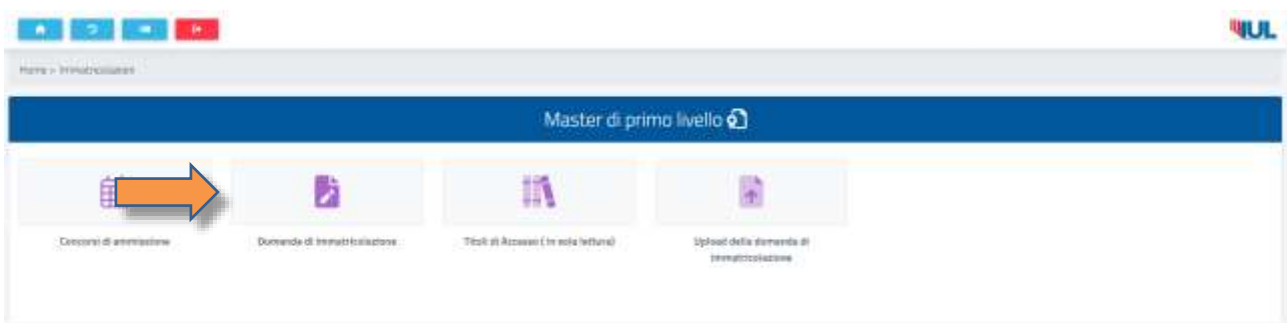 IUL
Home > Immatricolazioni
Master di primo livello
Concorsi di ammissione
Domanda di Immatricolazione
Titoli di Accesso ( in sola lettura)
Upload della domanda di
immatricolazione